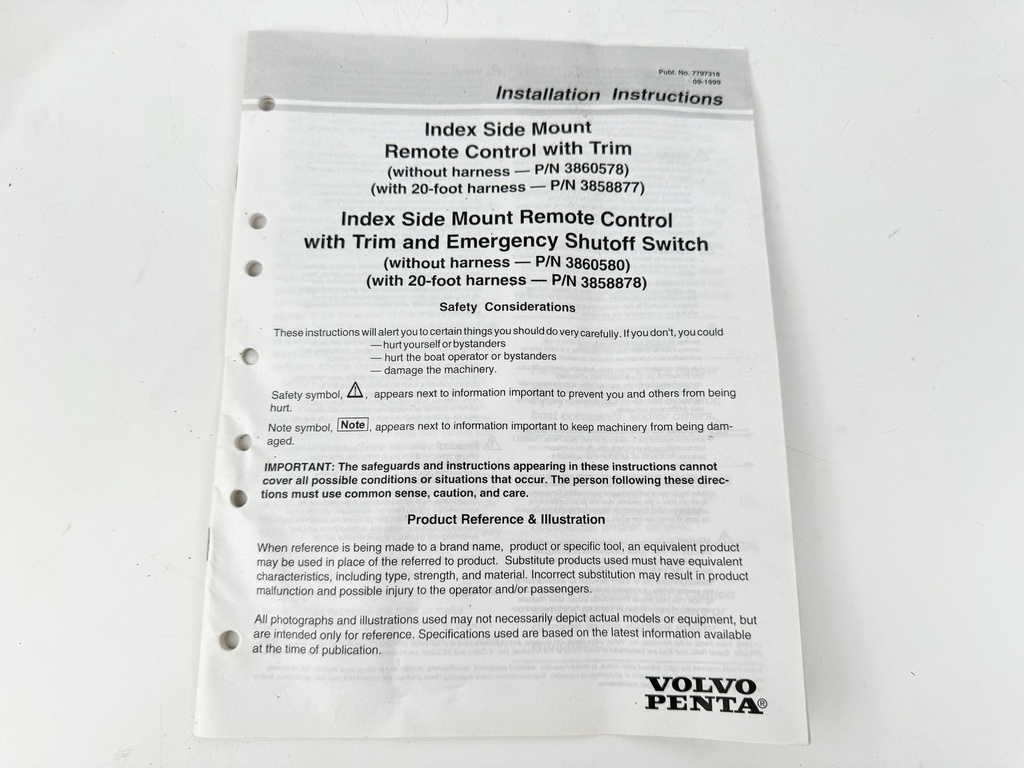 Publ. No. 7797318
09-1999
Installation Instructions
Index Side Mount
Remote Control with Trim
(without harness — P/N 3860578)
(with 20-foot harness — P/N 3858877)
Index Side Mount Remote Control
with Trim and Emergency Shutoff Switch
(without harness — P/N 3860580)
(with 20-foot harness — P/N 3858878)
Safety Considerations
These instructions will alert you to certain things you should do very carefully. If you don't, you could
— hurt yourself or bystanders
— hurt the boat operator or bystanders
— damage the machinery.
Safety symbol, ⚠, appears next to information important to prevent you and others from being
hurt.
Note symbol, Note, appears next to information important to keep machinery from being dam-
aged.
IMPORTANT: The safeguards and instructions appearing in these instructions cannot
cover all possible conditions or situations that occur. The person following these direc-
tions must use common sense, caution, and care.
Product Reference & Illustration
When reference is being made to a brand name, product or specific tool, an equivalent product
may be used in place of the referred to product. Substitute products used must have equivalent
characteristics, including type, strength, and material. Incorrect substitution may result in product
malfunction and possible injury to the operator and/or passengers.
All photographs and illustrations used may not necessarily depict actual models or equipment, but
are intended only for reference. Specifications used are based on the latest information available
at the time of publication.
VOLVO
PENTA®